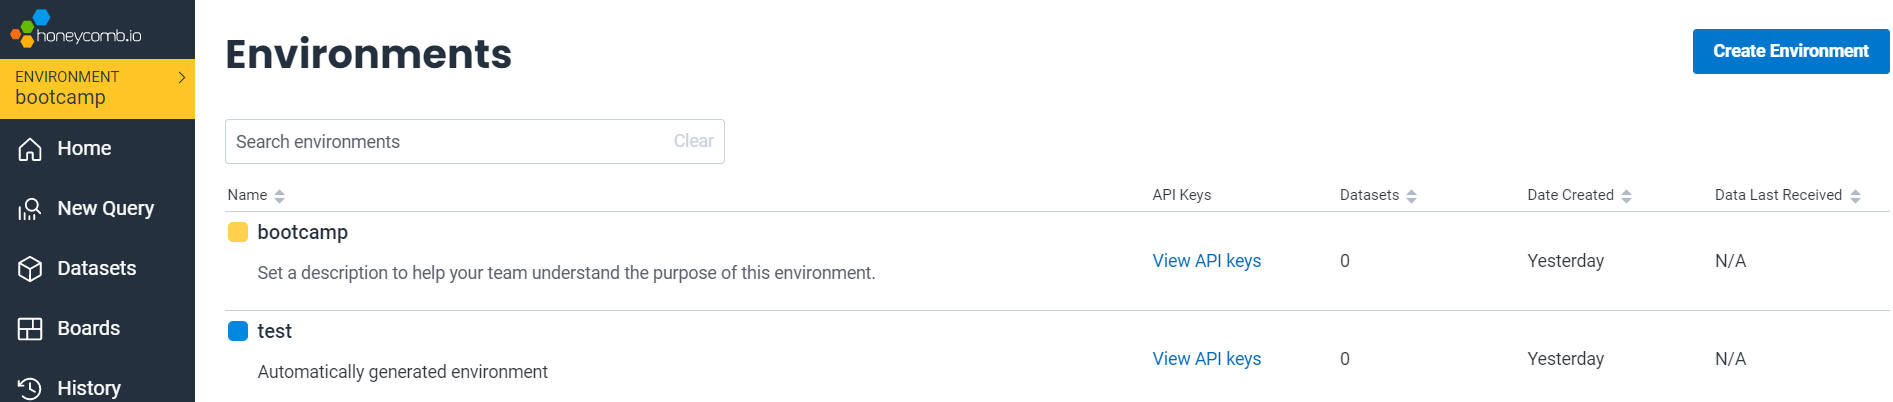 honeycomb.io
ENVIRONMENT
bootcamp
Home
New Query
Datasets
Boards
History
Environments
Create Environment
Search environments Clear
Name API Keys Datasets Date Created Data Last Received
bootcamp
Set a description to help your team understand the purpose of this environment.
View API keys 0 Yesterday N/A
test
Automatically generated environment
View API keys 0 Yesterday N/A